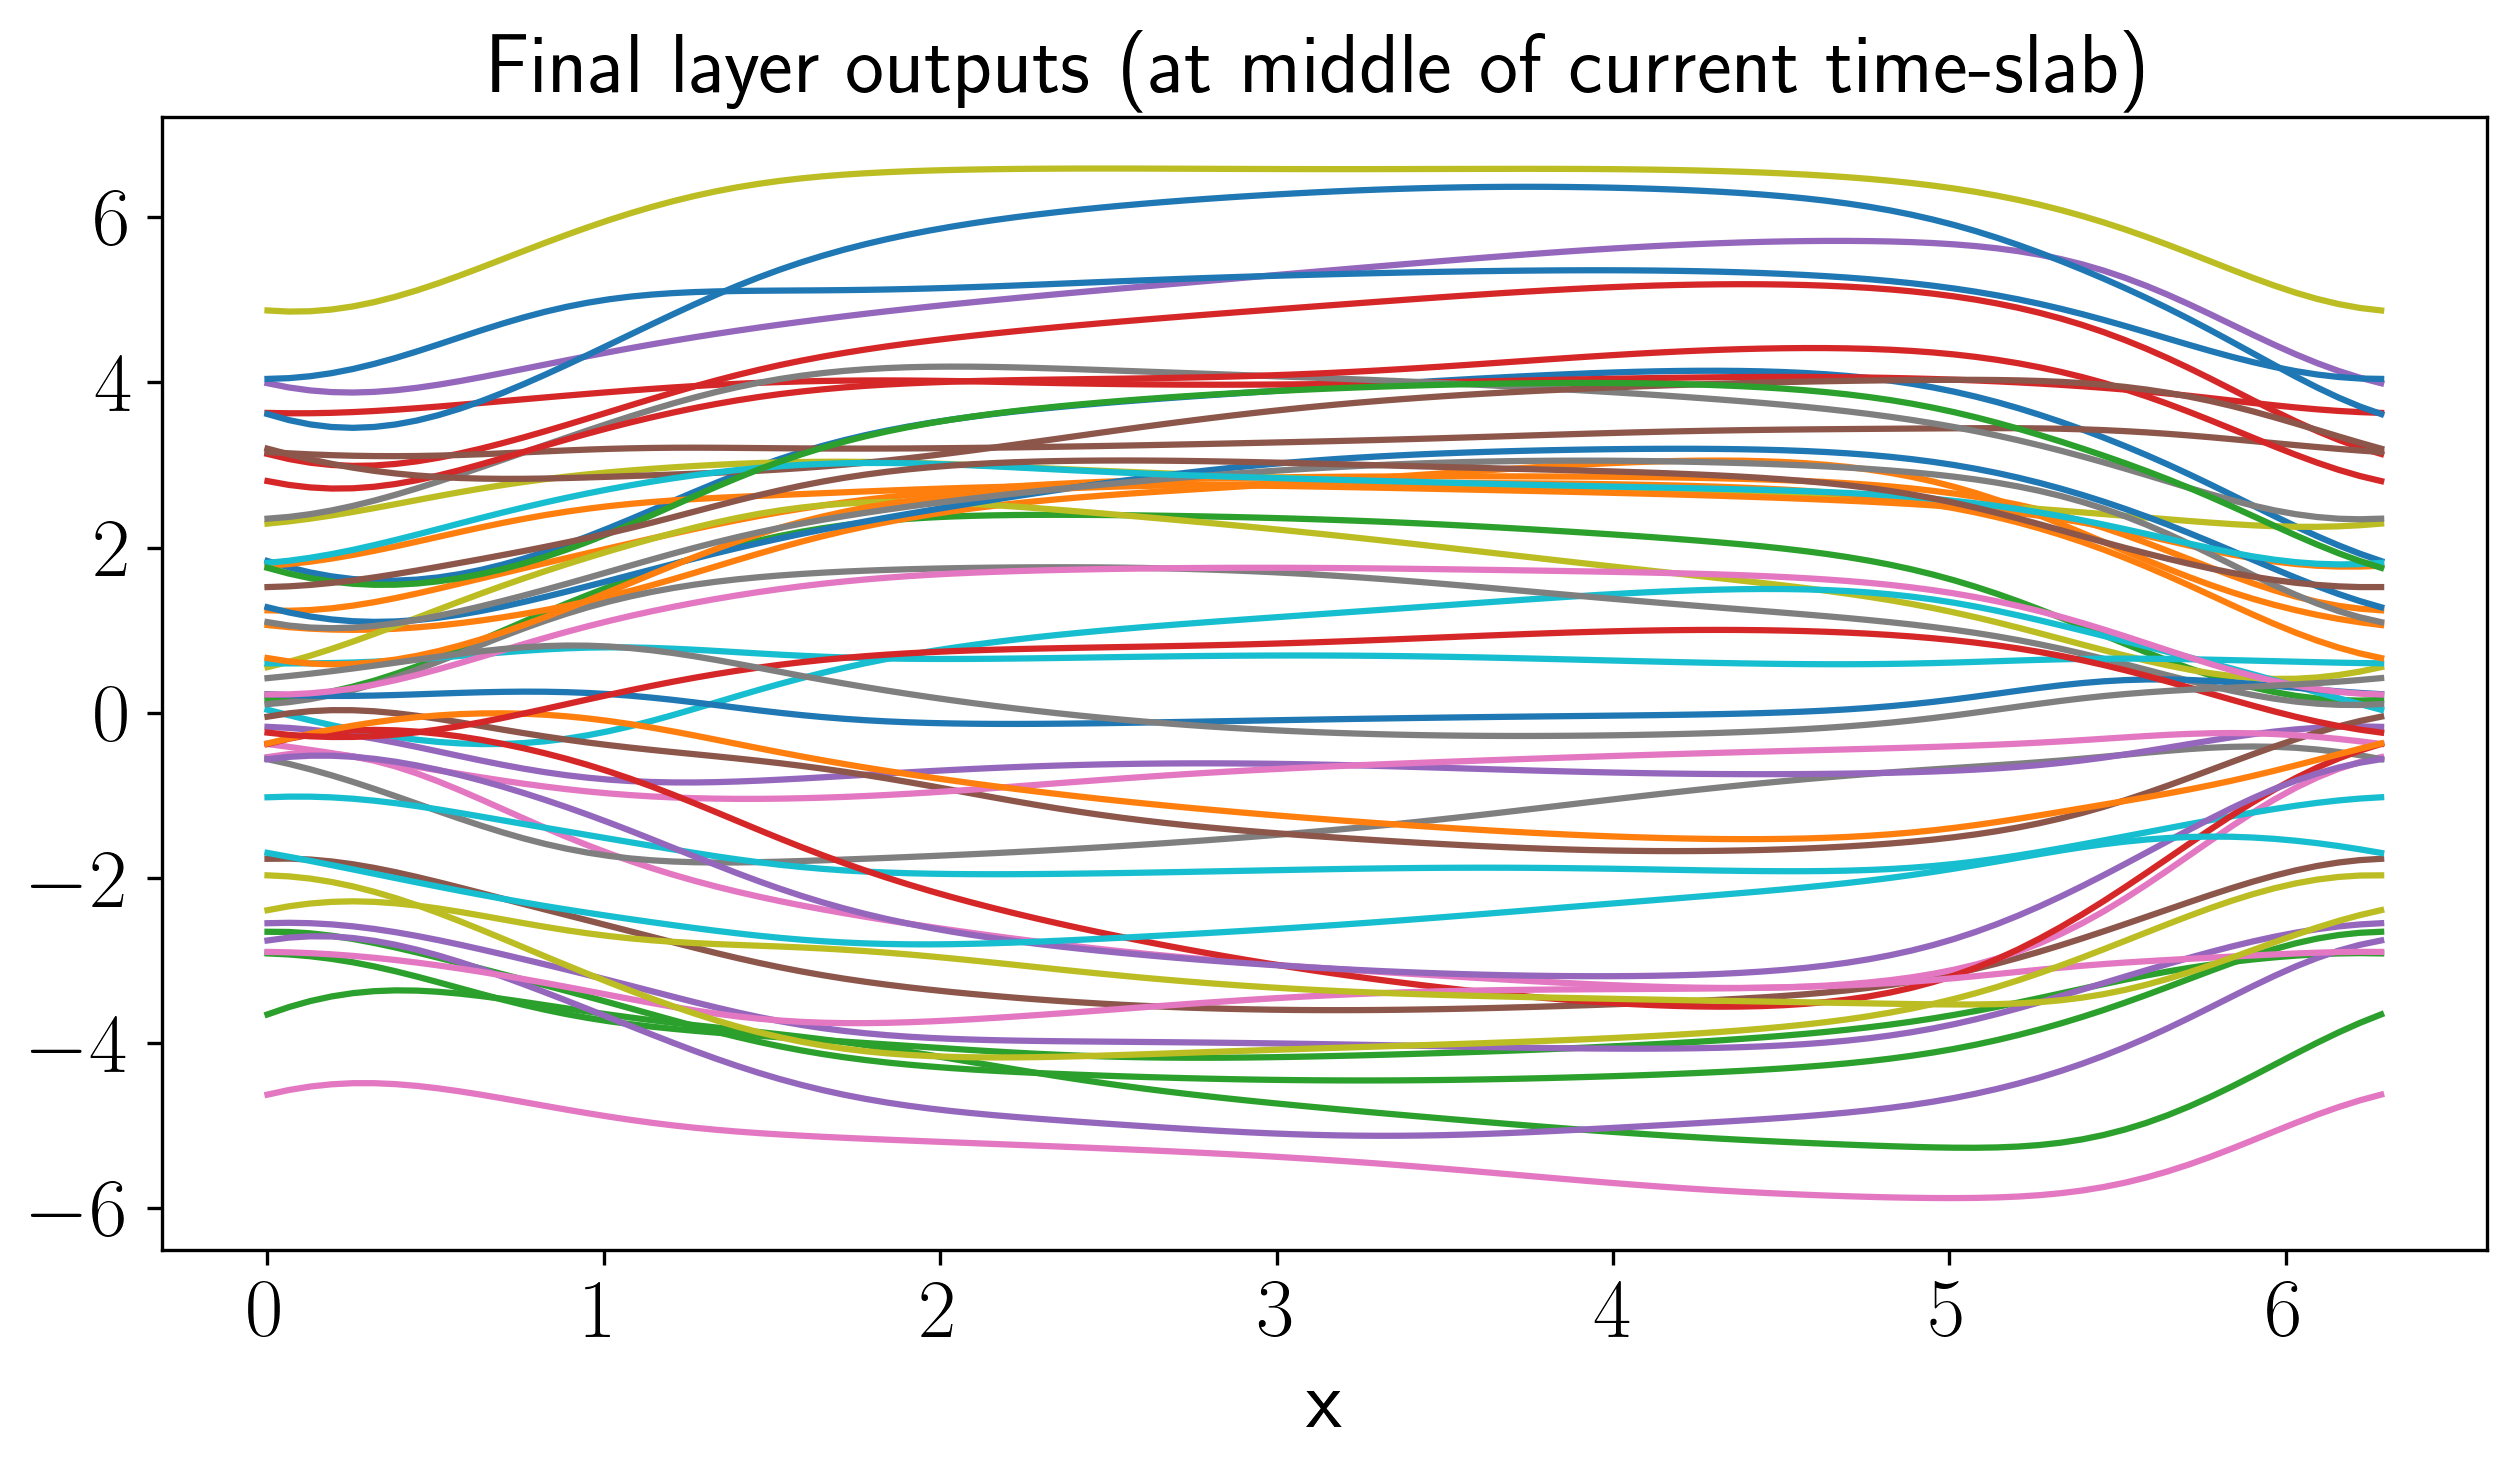 Final layer outputs (at middle of current time-slab)
6
4
2
0
−2
−4
−6
0 1 2 3 4 5 6
x